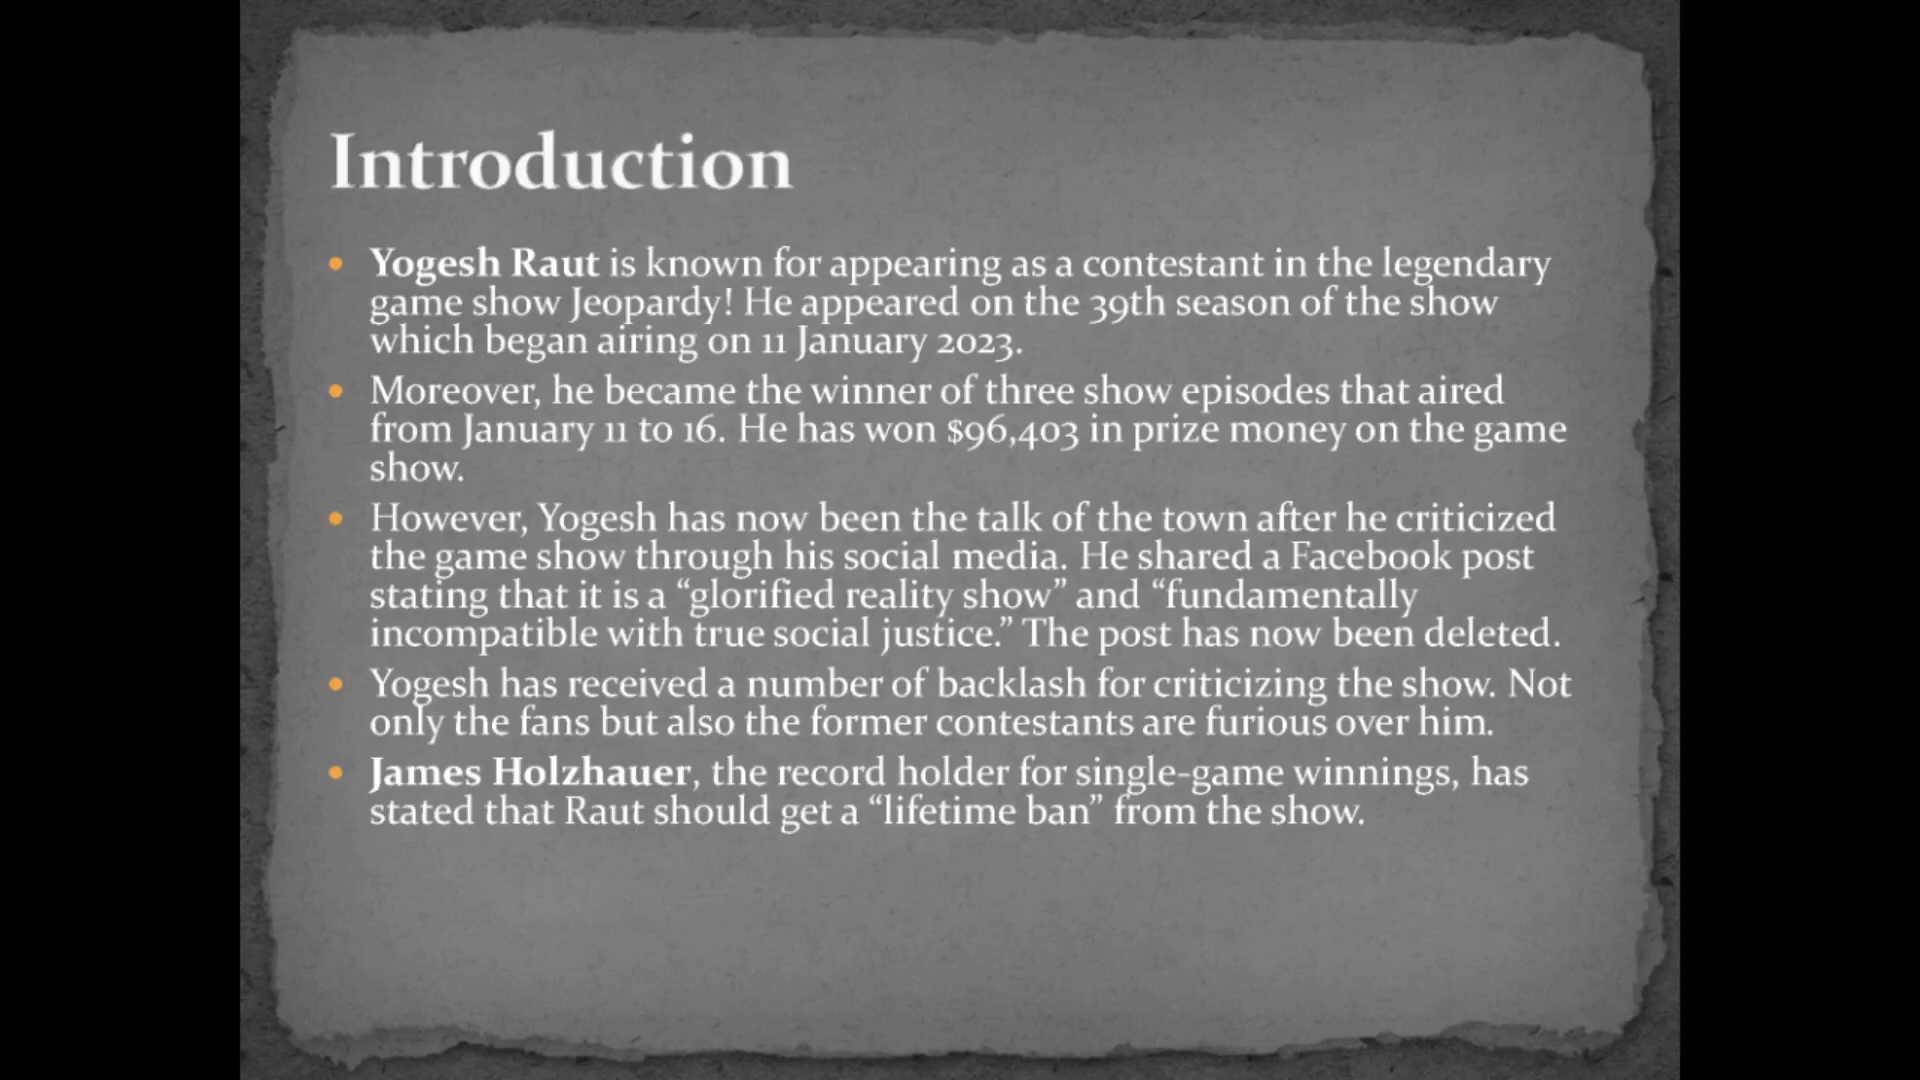 Introduction
• Yogesh Raut is known for appearing as a contestant in the legendary
game show Jeopardy! He appeared on the 39th season of the show
which began airing on 11 January 2023.
• Moreover, he became the winner of three show episodes that aired
from January 11 to 16. He has won $96,403 in prize money on the game
show.
• However, Yogesh has now been the talk of the town after he criticized
the game show through his social media. He shared a Facebook post
stating that it is a “glorified reality show” and “fundamentally
incompatible with true social justice.” The post has now been deleted.
• Yogesh has received a number of backlash for criticizing the show. Not
only the fans but also the former contestants are furious over him.
• James Holzhauer, the record holder for single-game winnings, has
stated that Raut should get a “lifetime ban” from the show.